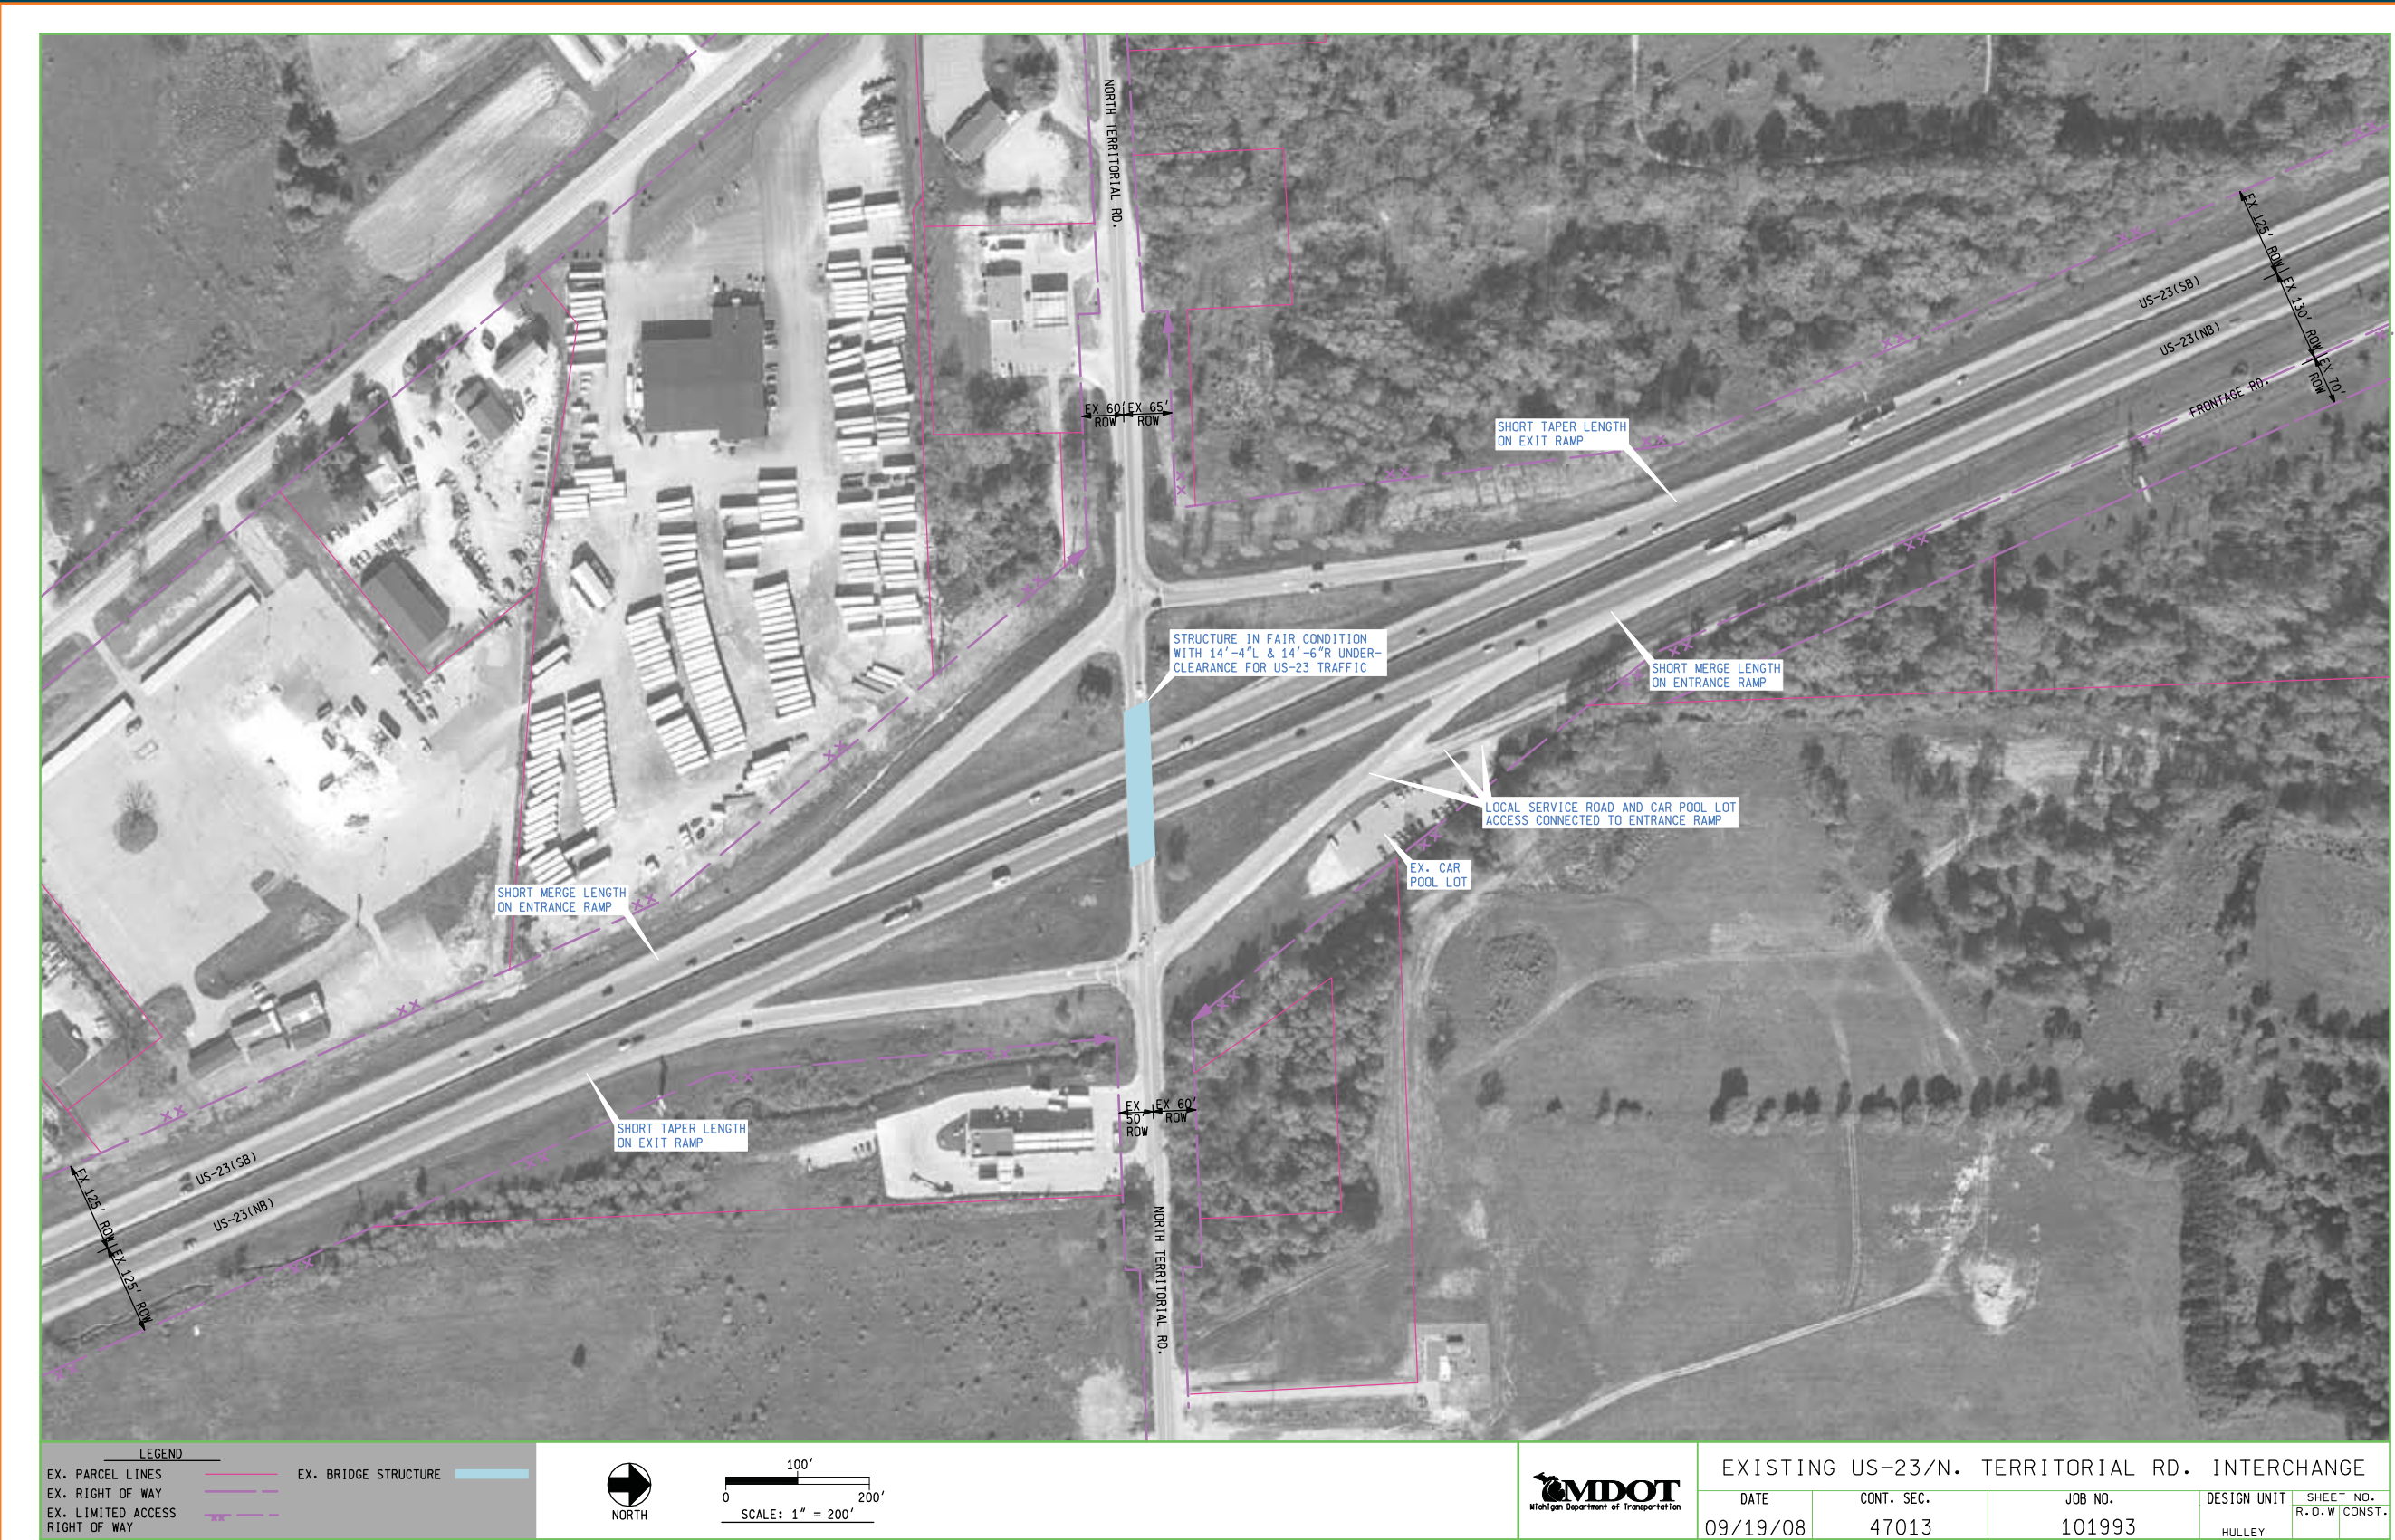 NORTH TERRITORIAL RD.
EX 125' ROW
EX 130' ROW
EX 70'
ROW
US-23(SB)
US-23(NB)
FRONTAGE RD.
EX 60'
ROW
EX 65'
ROW
SHORT TAPER LENGTH
ON EXIT RAMP
STRUCTURE IN FAIR CONDITION
WITH 14'-4"L & 14'-6"R UNDER-
CLEARANCE FOR US-23 TRAFFIC
SHORT MERGE LENGTH
ON ENTRANCE RAMP
LOCAL SERVICE ROAD AND CAR POOL LOT
ACCESS CONNECTED TO ENTRANCE RAMP
EX. CAR
POOL LOT
SHORT MERGE LENGTH
ON ENTRANCE RAMP
SHORT TAPER LENGTH
ON EXIT RAMP
EX
50'
ROW
EX 60'
ROW
US-23(SB)
US-23(NB)
EX 125' ROW
EX 125' ROW
NORTH TERRITORIAL RD.
LEGEND
EX. PARCEL LINES
EX. RIGHT OF WAY
EX. LIMITED ACCESS
RIGHT OF WAY
EX. BRIDGE STRUCTURE
NORTH
100'
0 200'
SCALE: 1" = 200'
MDOT
Michigan Department of Transportation
EXISTING US-23/N. TERRITORIAL RD. INTERCHANGE
DATE
09/19/08
CONT. SEC.
47013
JOB NO.
101993
DESIGN UNIT
HULLEY
SHEET NO.
R.O.W CONST.